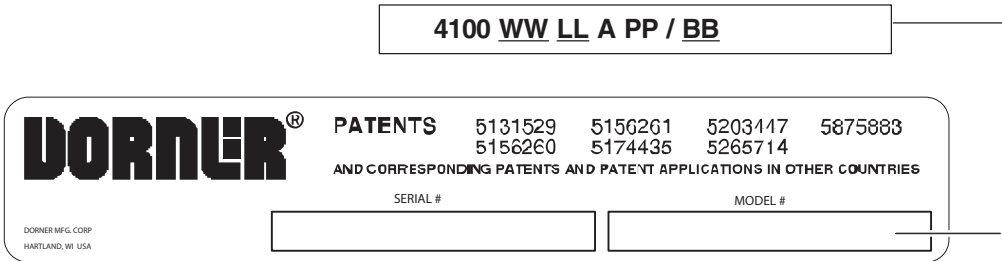 4100 WW LL A PP / BB
DORNER®
PATENTS 5131529 5156261 5203447 5875883
5156260 5174435 5265714
AND CORRESPONDING PATENTS AND PATENT APPLICATIONS IN OTHER COUNTRIES
SERIAL # MODEL #
DORNER MFG. CORP
HARTLAND, WI USA